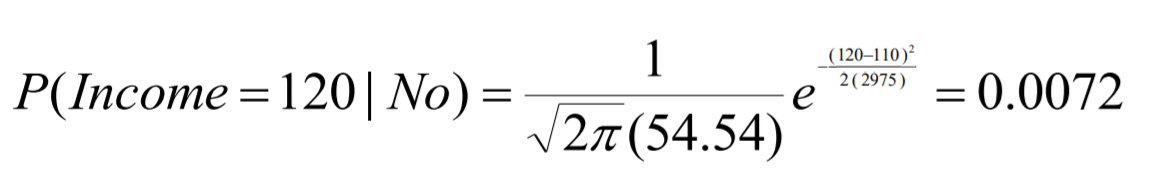 P(Income = 120 | No) = 1 / √2π (54.54) e^−(120–110)² / 2(2975) = 0.0072